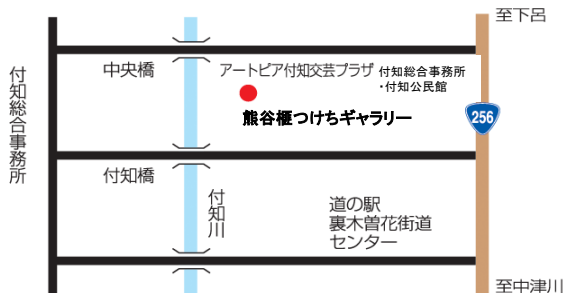 至下呂
中央橋
アートピア付知交芸プラザ
付知総合事務所
・付知公民館
熊谷榧つけちギャラリー
256
付知総合事務所
付知橋
付知川
道の駅
裏木曽花街道
センター
至中津川